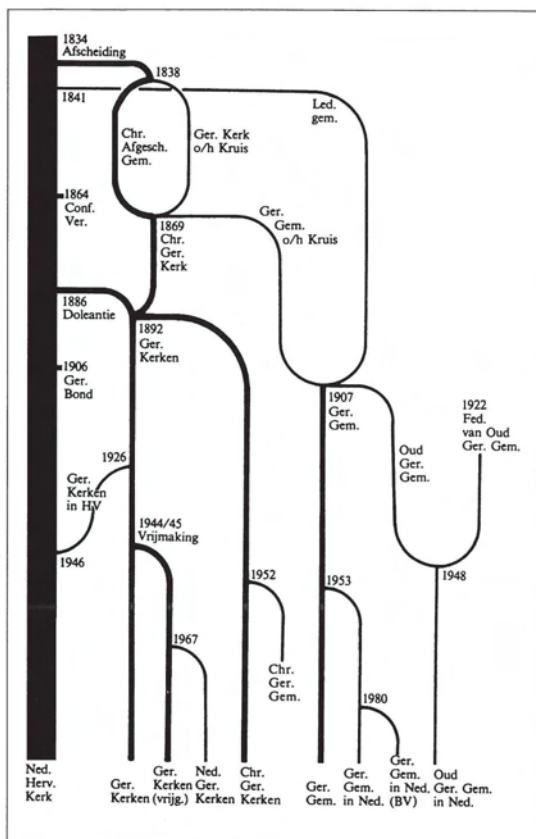 1834
Afscheiding
1838
1841
Led.
gem.
Chr.
Afgesch.
Gem.
Ger. Kerk
o/h Kruis
1864
Conf.
Ver.
Ger.
Gem.
o/h Kruis
1869
Chr.
Ger.
Kerk
1886
Doleantie
1892
Ger.
Kerken
1906
Ger.
Bond
1907
Ger.
Gem.
1922
Fed.
van Oud
Ger. Gem.
Oud
Ger.
Gem.
1926
Ger.
Kerken
in HV
1944/45
Vrijmaking
1946
1952
1953
1948
1967
Chr.
Ger.
Gem.
1980
Ned.
Herv.
Kerk
Ger.
Kerken
Ger.
Kerken
(vrijg.)
Ned.
Ger.
Kerken
Chr.
Ger.
Kerken
Ger.
Gem.
Ger.
Gem.
in Ned.
Ger.
Gem.
in Ned.
(BV)
Oud
Ger. Gem.
in Ned.